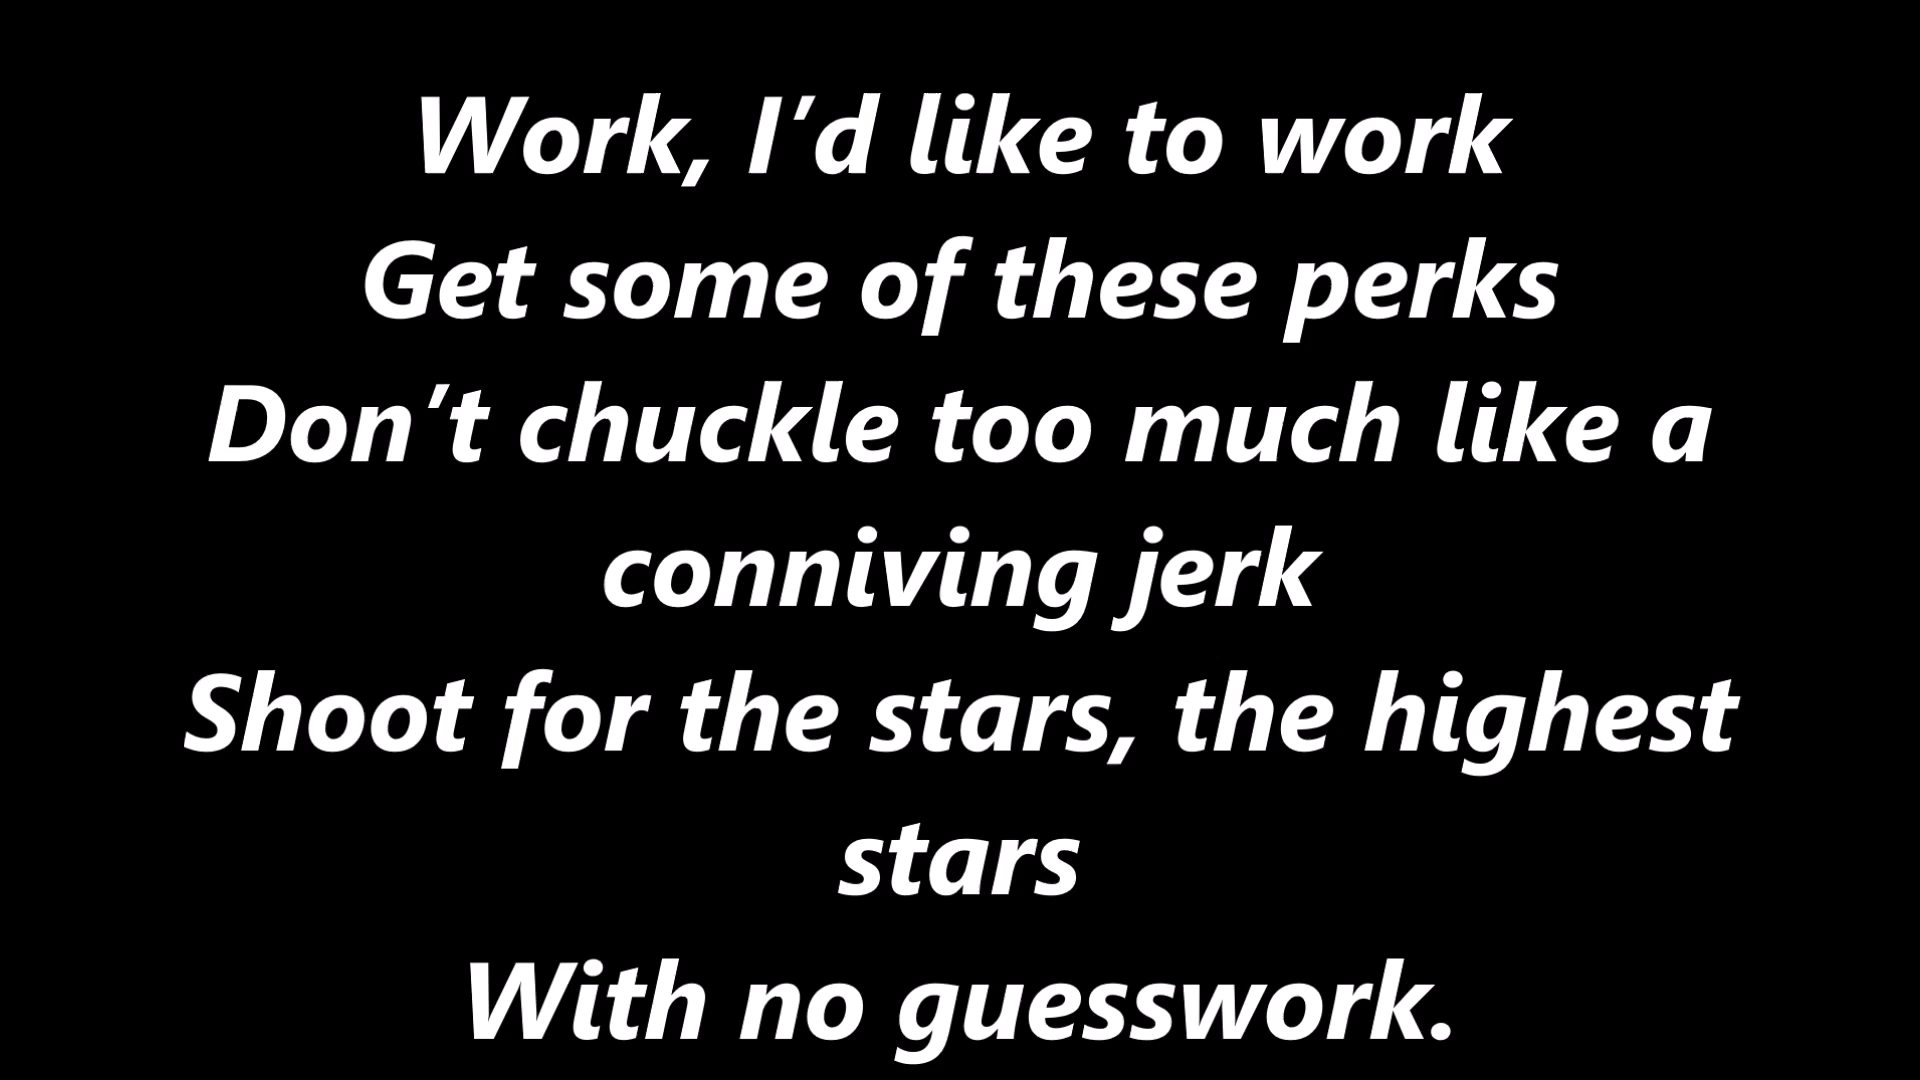 Work, I’d like to work
Get some of these perks
Don’t chuckle too much like a
conniving jerk
Shoot for the stars, the highest
stars
With no guesswork.